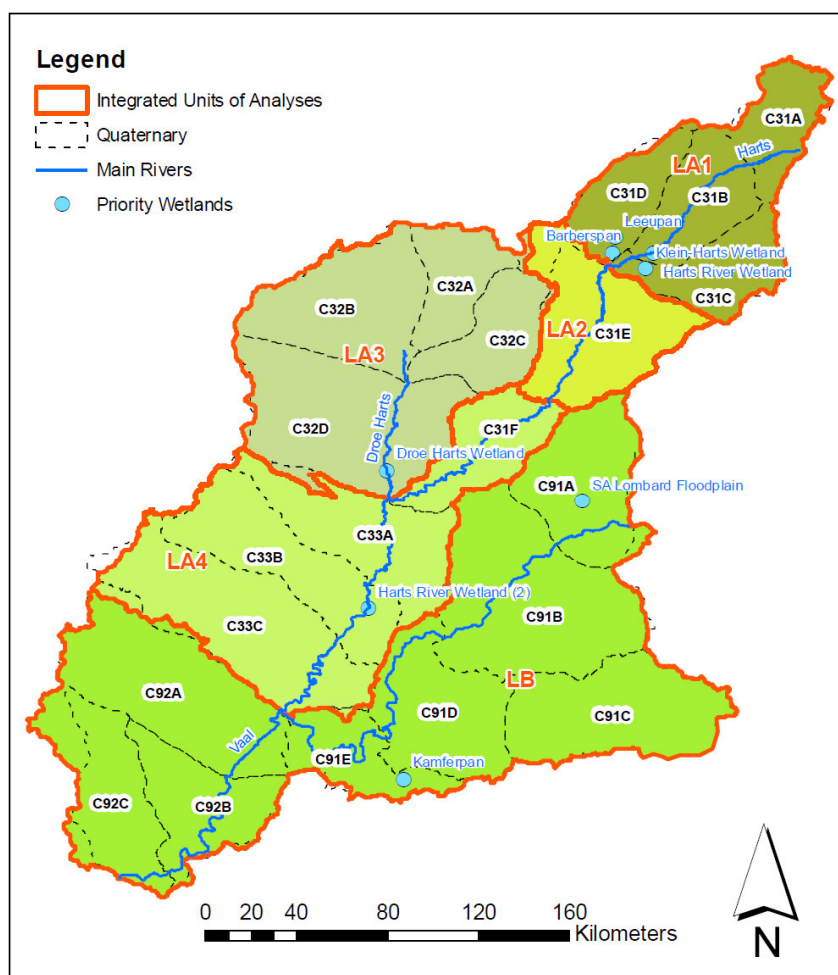 Legend
Integrated Units of Analyses
Quaternary
Main Rivers
Priority Wetlands
C31A
Harts
LA1
C31D
C31B
Leeupan
Barberspan
Klein-Harts Wetland
Harts River Wetland
C31C
C32A
C32B
C31E
LA2
C32C
LA3
C32D
Droe Harts
C31F
Droe Harts Wetland
C91A
SA Lombard Floodplain
C33A
C33B
LA4
Harts River Wetland (2)
C91B
C33C
LB
C92A
C91D
C91C
Vaal
C91E
Kamferpan
C92C
C92B
0 20 40 80 120 160
Kilometers
N